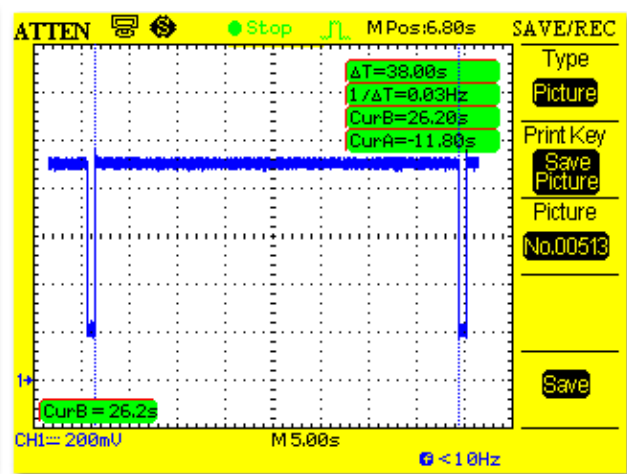 ATTEN Stop M Pos:6.80s SAVE/REC
ΔT=38.00s
1/ΔT=0.03Hz
CurB=26.20s
CurA=-11.80s
Type
Picture
Print Key
Save
Picture
Picture
No.00513
1
Save
CurB = 26.2s
CH1 200mV M 5.00s
<10Hz